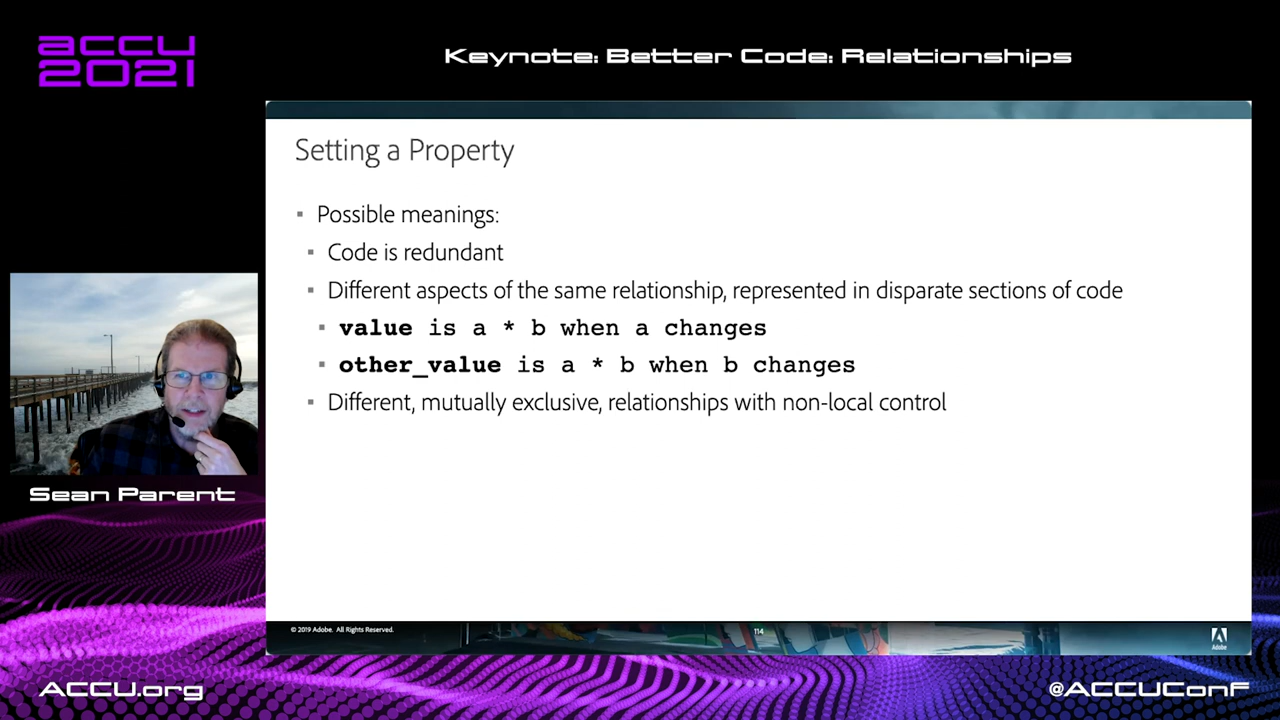 accu
2021
Keynote: Better Code: Relationships
Setting a Property
▪ Possible meanings:
▪ Code is redundant
▪ Different aspects of the same relationship, represented in disparate sections of code
▪ value is a * b when a changes
▪ other_value is a * b when b changes
▪ Different, mutually exclusive, relationships with non-local control
Sean Parent
© 2019 Adobe. All Rights Reserved.
114
Adobe
ACCU.org
@ACCUConf